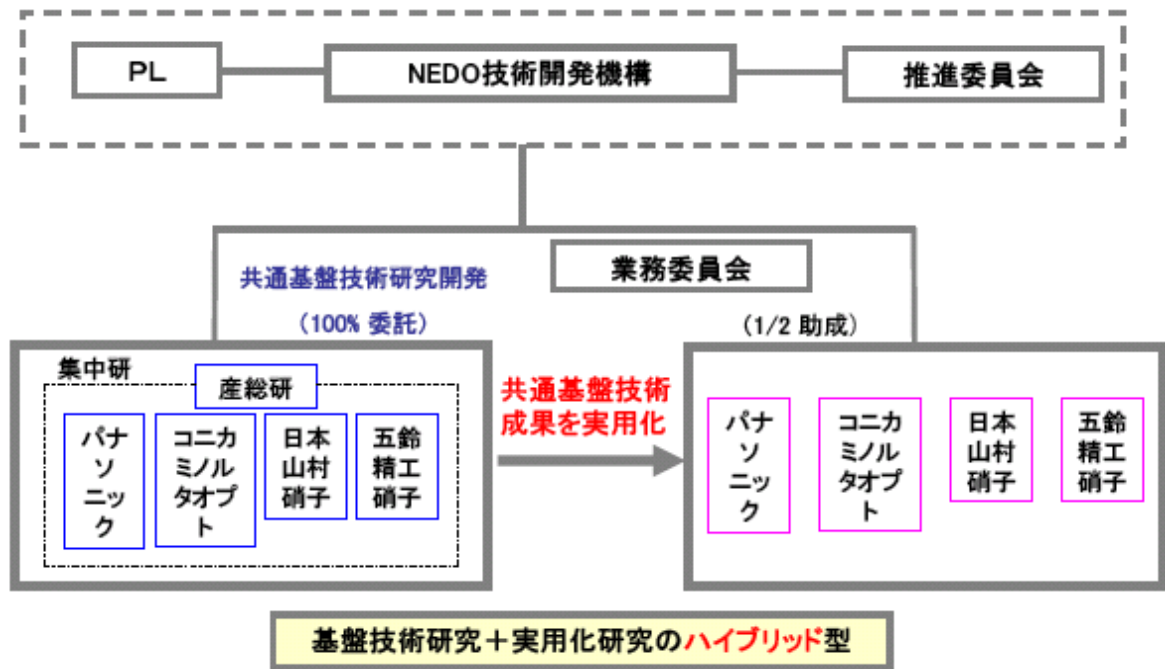 PL
NEDO技術開発機構
推進委員会
業務委員会
共通基盤技術研究開発
（100% 委託）
（1/2 助成）
集中研
産総研
パナ
ソ
ニッ
ク
コニカ
ミノル
タオプ
ト
日本
山村
硝子
五鈴
精工
硝子
共通基盤技術
成果を実用化
パナ
ソ
ニッ
ク
コニカ
ミノル
タオプ
ト
日本
山村
硝子
五鈴
精工
硝子
基盤技術研究＋実用化研究のハイブリッド型